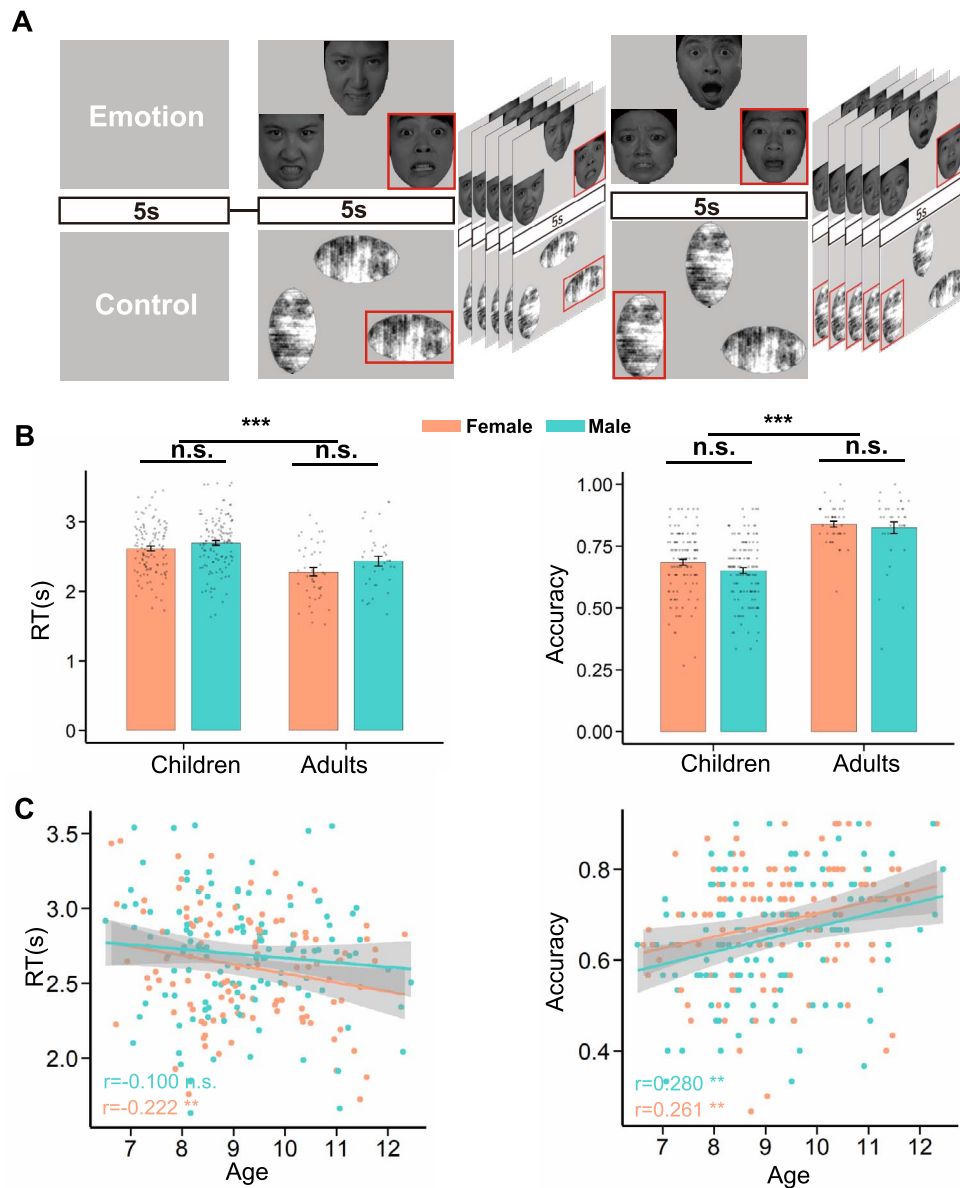 A
Emotion
5s
5s
5s
5s
Control
B
Female
Male
***
n.s.
n.s.
3
2
1
0
RT(s)
Children
Adults
***
n.s.
n.s.
1.00
0.75
0.50
0.25
0.00
Accuracy
Children
Adults
C
3.5
3.0
2.5
2.0
RT(s)
r=-0.100 n.s.
r=-0.222 **
7 8 9 10 11 12
Age
0.8
0.6
0.4
Accuracy
r=0.280 **
r=0.261 **
7 8 9 10 11 12
Age